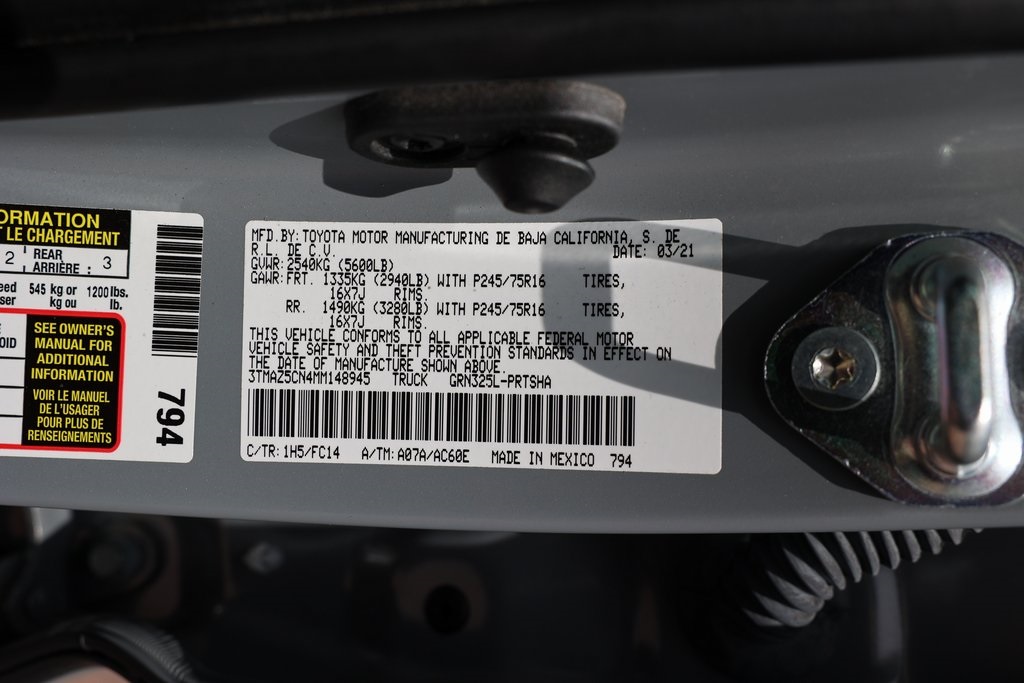 ORMATION
LE CHARGEMENT
2 REAR ARRIÈRE : 3
545 kg or 1200 lbs.
kg ou lb.
SEE OWNER'S
MANUAL FOR
ADDITIONAL
INFORMATION
VOIR LE MANUEL
DE L'USAGER
POUR PLUS DE
RENSEIGNEMENTS
794
MFD.BY: TOYOTA MOTOR MANUFACTURING DE BAJA CALIFORNIA, S. DE
R.L. DE C.V. DATE: 03/21
GVWR: 2540KG (5600LB)
GAWR: FRT. 1335KG (2940LB) WITH P245/75R16 TIRES,
16X7J RIMS.
RR. 1490KG (3280LB) WITH P245/75R16 TIRES,
16X7J RIMS.
THIS VEHICLE CONFORMS TO ALL APPLICABLE FEDERAL MOTOR
VEHICLE SAFETY AND THEFT PREVENTION STANDARDS IN EFFECT ON
THE DATE OF MANUFACTURE SHOWN ABOVE.
3TMAZ5CN4MM148945 TRUCK GRN325L-PRTSHA
C/TR: 1H5/FC14 A/TM: A07A/AC60E MADE IN MEXICO 794